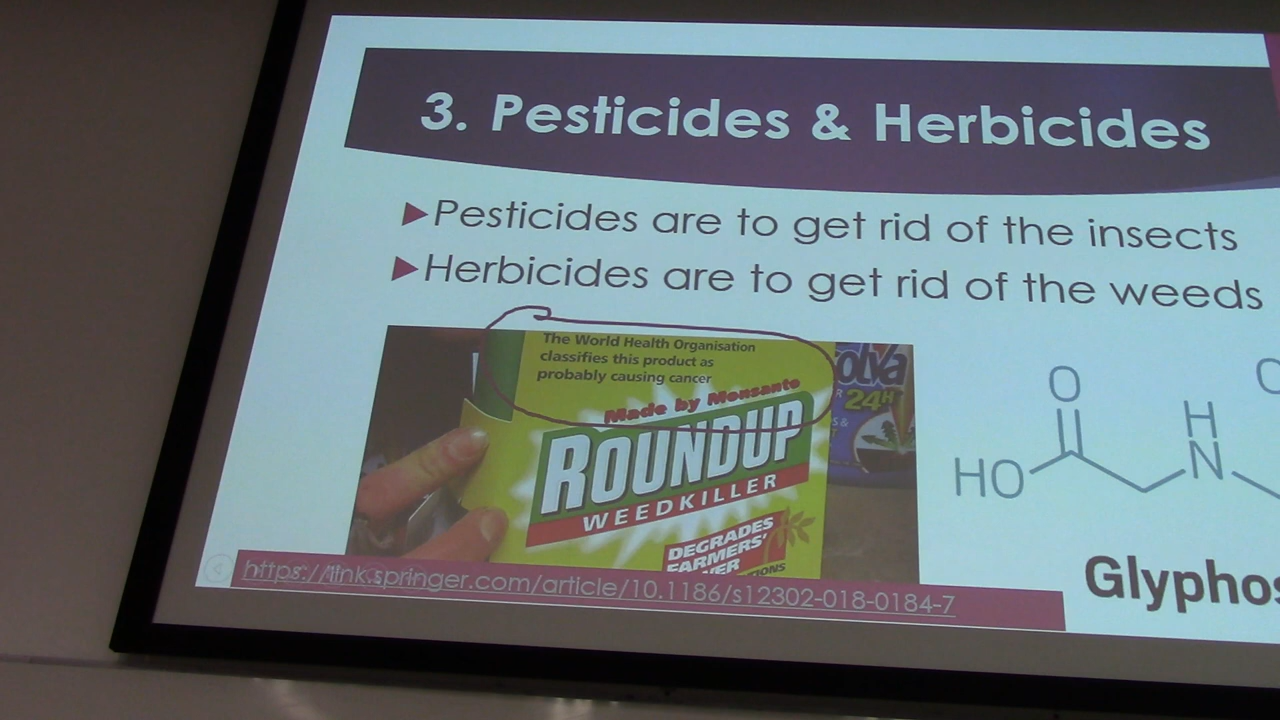 3. Pesticides & Herbicides
▶Pesticides are to get rid of the insects
▶Herbicides are to get rid of the weeds
The World Health Organisation
classifies this product as
probably causing cancer
Made by Monsanto
ROUNDUP
WEEDKILLER
DEGRADES
FARMERS'
olva
24H
S &
O
H
N
HO
Glyphos
https://link.springer.com/article/10.1186/s12302-018-0184-7